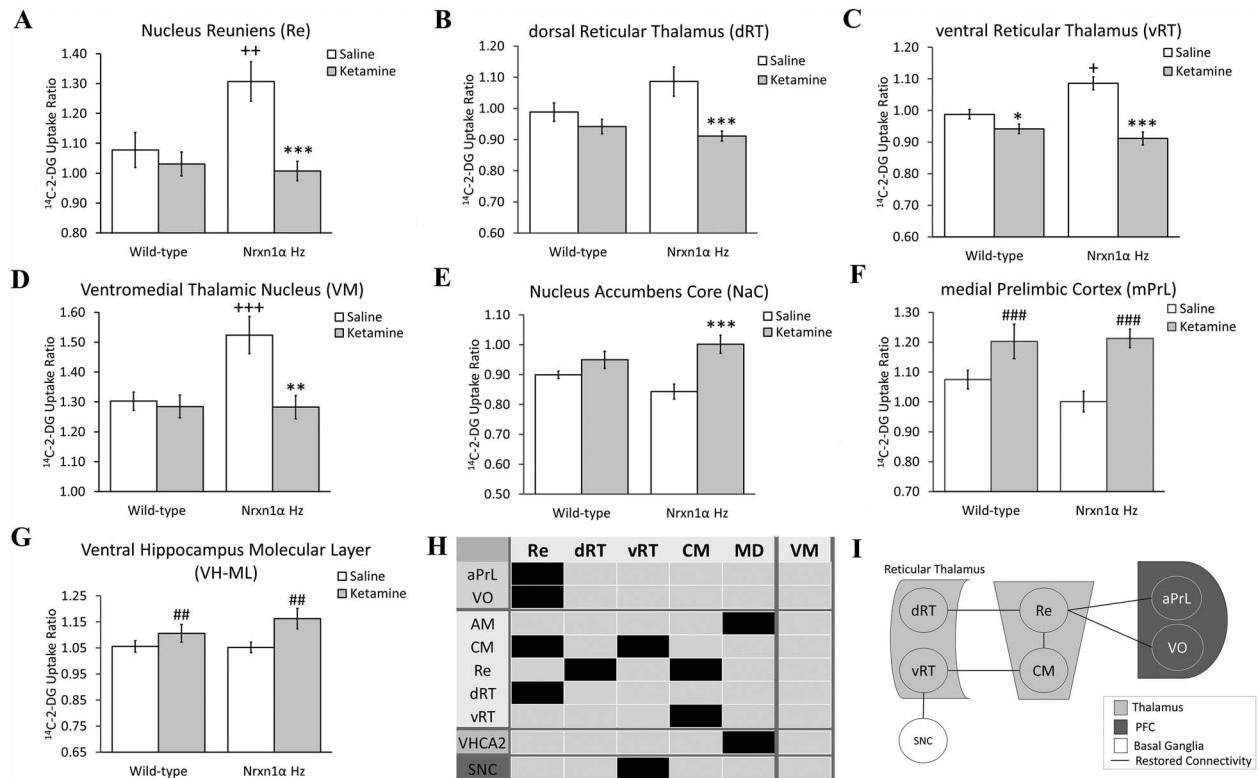 A
Nucleus Reuniens (Re)
¹⁴C-2-DG Uptake Ratio
1.40
1.30
1.20
1.10
1.00
0.90
0.80
++
***
Saline
Ketamine
Wild-type
Nrxn1α Hz
B
dorsal Reticular Thalamus (dRT)
¹⁴C-2-DG Uptake Ratio
1.20
1.10
1.00
0.90
0.80
0.70
0.60
***
Saline
Ketamine
Wild-type
Nrxn1α Hz
C
ventral Reticular Thalamus (vRT)
¹⁴C-2-DG Uptake Ratio
1.20
1.10
1.00
0.90
0.80
0.70
0.60
*
+
***
Saline
Ketamine
Wild-type
Nrxn1α Hz
D
Ventromedial Thalamic Nucleus (VM)
¹⁴C-2-DG Uptake Ratio
1.60
1.50
1.40
1.30
1.20
1.10
1.00
+++
**
Saline
Ketamine
Wild-type
Nrxn1α Hz
E
Nucleus Accumbens Core (NaC)
¹⁴C-2-DG Uptake Ratio
1.10
1.00
0.90
0.80
0.70
0.60
0.50
***
Saline
Ketamine
Wild-type
Nrxn1α Hz
F
medial Prelimbic Cortex (mPrL)
¹⁴C-2-DG Uptake Ratio
1.30
1.20
1.10
1.00
0.90
0.80
0.70
###
###
Saline
Ketamine
Wild-type
Nrxn1α Hz
G
Ventral Hippocampus Molecular Layer
(VH-ML)
¹⁴C-2-DG Uptake Ratio
1.25
1.15
1.05
0.95
0.85
0.75
0.65
##
##
Saline
Ketamine
Wild-type
Nrxn1α Hz
H
Re dRT vRT CM MD VM
aPrL
VO
AM
CM
Re
dRT
vRT
VHCA2
SNC
I
Reticular Thalamus
dRT
Re
aPrL
VO
vRT
CM
SNC
Thalamus
PFC
Basal Ganglia
Restored Connectivity